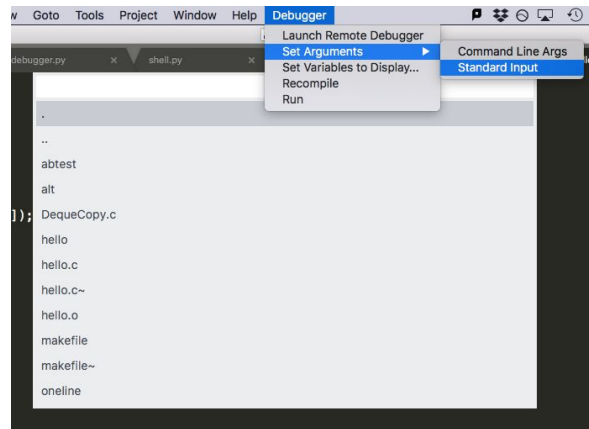 w Goto Tools Project Window Help Debugger
Launch Remote Debugger
Set Arguments Command Line Args
Set Variables to Display... Standard Input
Recompile
Run
debugger.py × shell.py ×
.
..
abtest
alt
]); DequeCopy.c
hello
hello.c
hello.c~
hello.o
makefile
makefile~
oneline